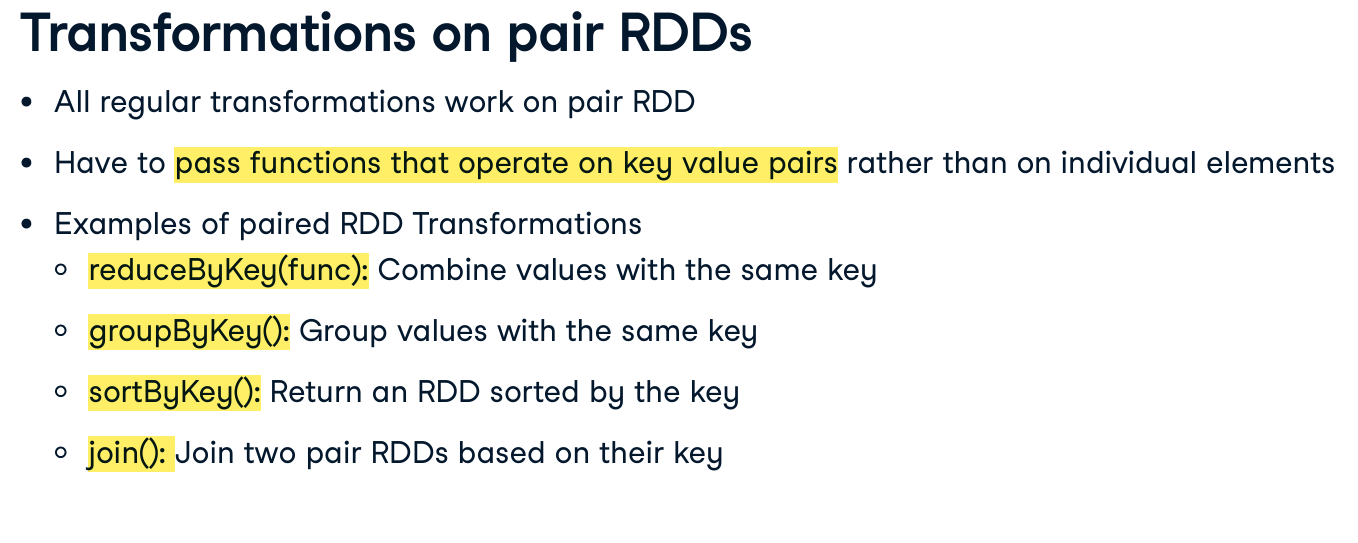 Transformations on pair RDDs
• All regular transformations work on pair RDD
• Have to pass functions that operate on key value pairs rather than on individual elements
• Examples of paired RDD Transformations
○ reduceByKey(func): Combine values with the same key
○ groupByKey(): Group values with the same key
○ sortByKey(): Return an RDD sorted by the key
○ join(): Join two pair RDDs based on their key